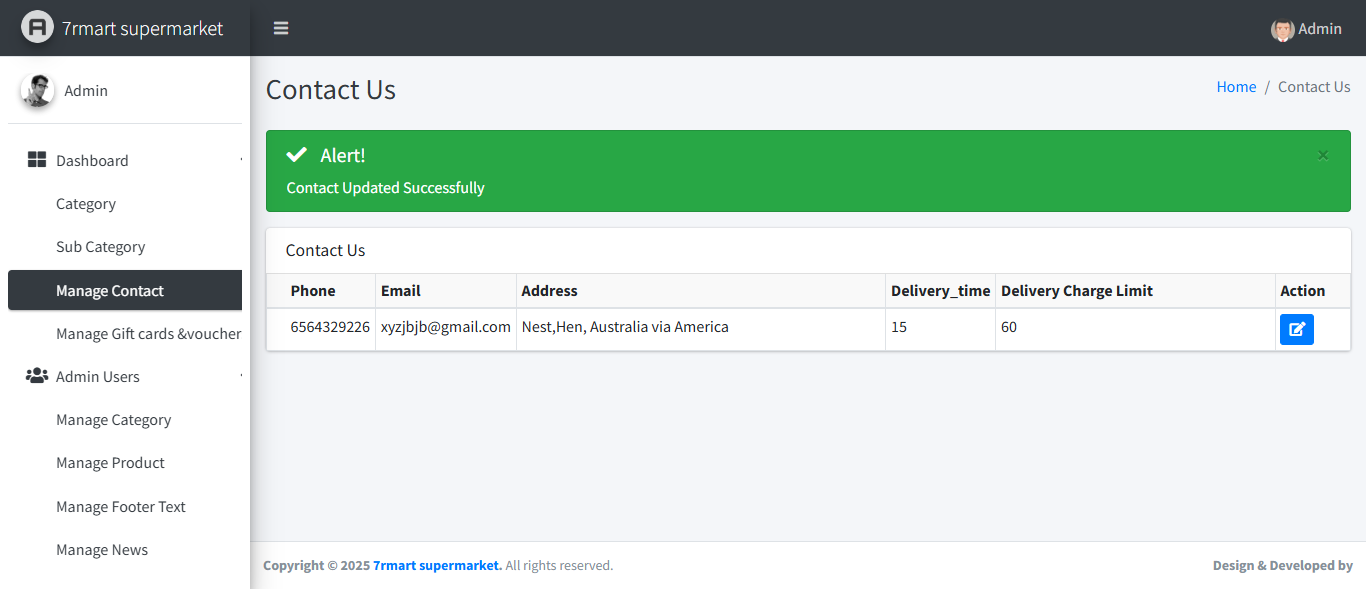 7rmart supermarket
Admin
Admin
Dashboard
Category
Sub Category
Manage Contact
Manage Gift cards &voucher
Admin Users
Manage Category
Manage Product
Manage Footer Text
Manage News
Contact Us
Home / Contact Us
Alert!
×
Contact Updated Successfully
Contact Us
Phone Email Address Delivery_time Delivery Charge Limit Action
6564329226 xyzjbjb@gmail.com Nest,Hen, Australia via America 15 60
Copyright © 2025 7rmart supermarket. All rights reserved.
Design & Developed by